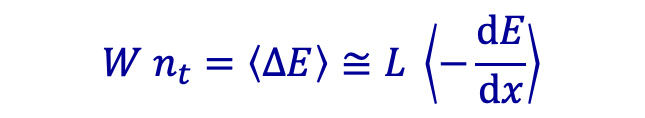 W n_t = ⟨ΔE⟩ ≅ L ⟨−dE/dx⟩